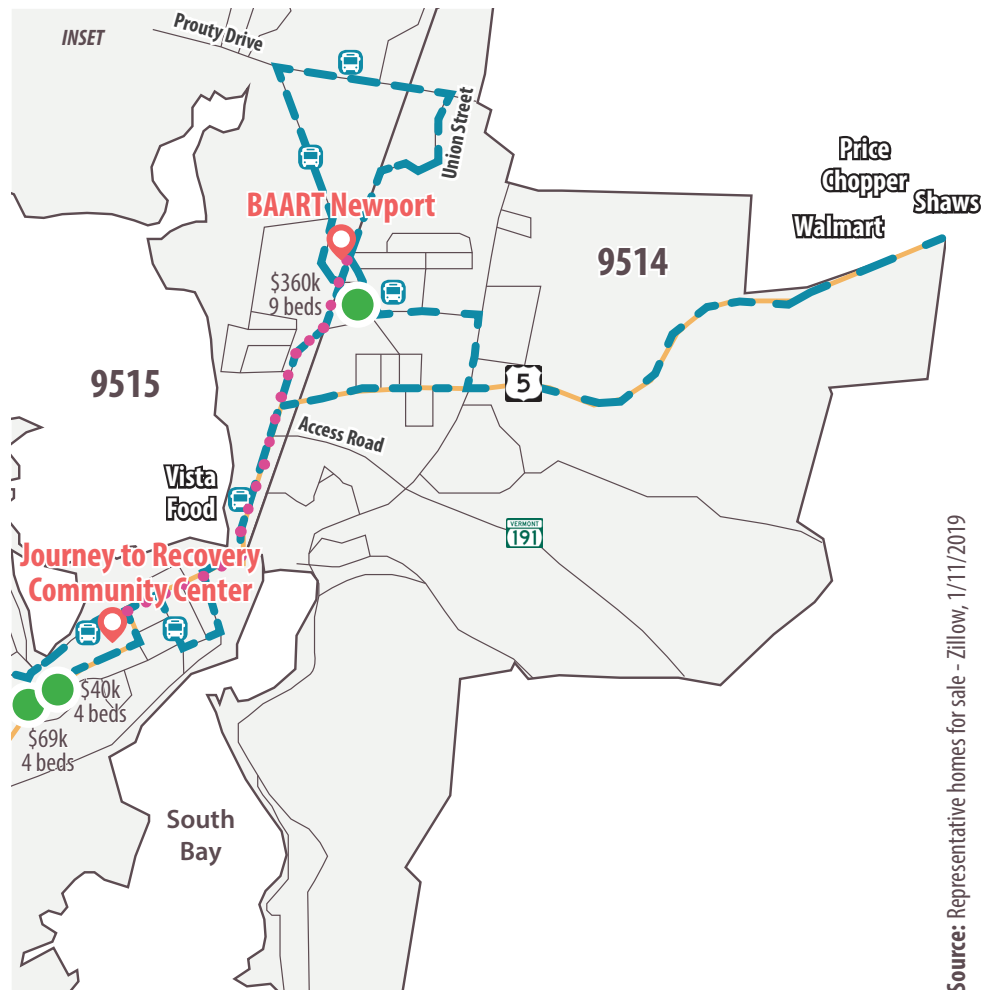 INSET
Prouty Drive
Union Street
Price
Chopper
Shaws
Walmart
BAART Newport
9514
$360k
9 beds
9515
5
Access Road
Vista
Food
VERMONT
191
Journey to Recovery
Community Center
$40k
4 beds
$69k
4 beds
South
Bay
Source: Representative homes for sale - Zillow, 1/11/2019